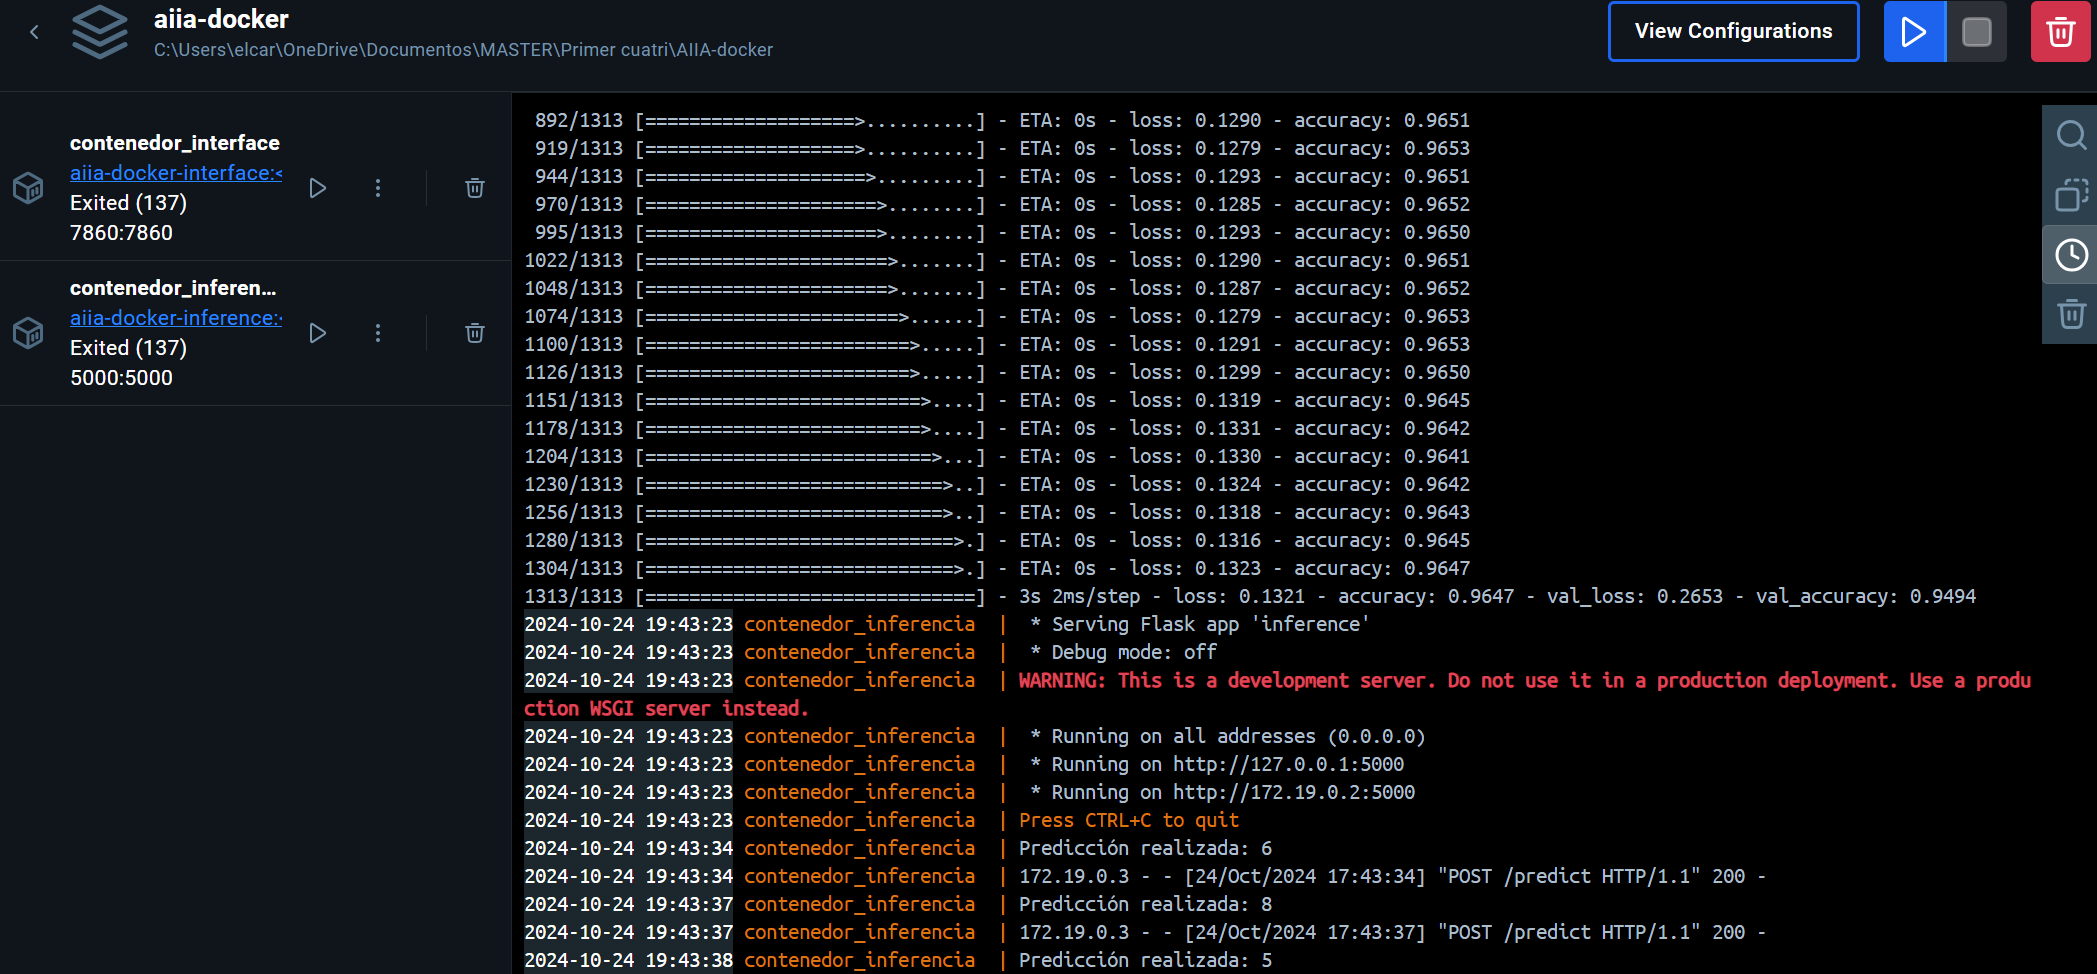 aiia-docker
C:\Users\elcar\OneDrive\Documentos\MASTER\Primer cuatri\AIIA-docker
View Configurations
contenedor_interface
aiia-docker-interface:<
Exited (137)
7860:7860
contenedor_inferen...
aiia-docker-inference:
Exited (137)
5000:5000
892/1313 [===================>..........] - ETA: 0s - loss: 0.1290 - accuracy: 0.9651
919/1313 [===================>..........] - ETA: 0s - loss: 0.1279 - accuracy: 0.9653
944/1313 [====================>.........] - ETA: 0s - loss: 0.1293 - accuracy: 0.9651
970/1313 [=====================>........] - ETA: 0s - loss: 0.1285 - accuracy: 0.9652
995/1313 [=====================>........] - ETA: 0s - loss: 0.1293 - accuracy: 0.9650
1022/1313 [======================>.......] - ETA: 0s - loss: 0.1290 - accuracy: 0.9651
1048/1313 [======================>.......] - ETA: 0s - loss: 0.1287 - accuracy: 0.9652
1074/1313 [=======================>......] - ETA: 0s - loss: 0.1279 - accuracy: 0.9653
1100/1313 [========================>.....] - ETA: 0s - loss: 0.1291 - accuracy: 0.9653
1126/1313 [========================>.....] - ETA: 0s - loss: 0.1299 - accuracy: 0.9650
1151/1313 [=========================>....] - ETA: 0s - loss: 0.1319 - accuracy: 0.9645
1178/1313 [=========================>....] - ETA: 0s - loss: 0.1331 - accuracy: 0.9642
1204/1313 [==========================>...] - ETA: 0s - loss: 0.1330 - accuracy: 0.9641
1230/1313 [===========================>..] - ETA: 0s - loss: 0.1324 - accuracy: 0.9642
1256/1313 [===========================>..] - ETA: 0s - loss: 0.1318 - accuracy: 0.9643
1280/1313 [============================>.] - ETA: 0s - loss: 0.1316 - accuracy: 0.9645
1304/1313 [============================>.] - ETA: 0s - loss: 0.1323 - accuracy: 0.9647
1313/1313 [==============================] - 3s 2ms/step - loss: 0.1321 - accuracy: 0.9647 - val_loss: 0.2653 - val_accuracy: 0.9494
2024-10-24 19:43:23 contenedor_inferencia | * Serving Flask app 'inference'
2024-10-24 19:43:23 contenedor_inferencia | * Debug mode: off
2024-10-24 19:43:23 contenedor_inferencia | WARNING: This is a development server. Do not use it in a production deployment. Use a produ
ction WSGI server instead.
2024-10-24 19:43:23 contenedor_inferencia | * Running on all addresses (0.0.0.0)
2024-10-24 19:43:23 contenedor_inferencia | * Running on http://127.0.0.1:5000
2024-10-24 19:43:23 contenedor_inferencia | * Running on http://172.19.0.2:5000
2024-10-24 19:43:23 contenedor_inferencia | Press CTRL+C to quit
2024-10-24 19:43:34 contenedor_inferencia | Predicción realizada: 6
2024-10-24 19:43:34 contenedor_inferencia | 172.19.0.3 - - [24/Oct/2024 17:43:34] "POST /predict HTTP/1.1" 200 -
2024-10-24 19:43:37 contenedor_inferencia | Predicción realizada: 8
2024-10-24 19:43:37 contenedor_inferencia | 172.19.0.3 - - [24/Oct/2024 17:43:37] "POST /predict HTTP/1.1" 200 -
2024-10-24 19:43:38 contenedor_inferencia | Predicción realizada: 5